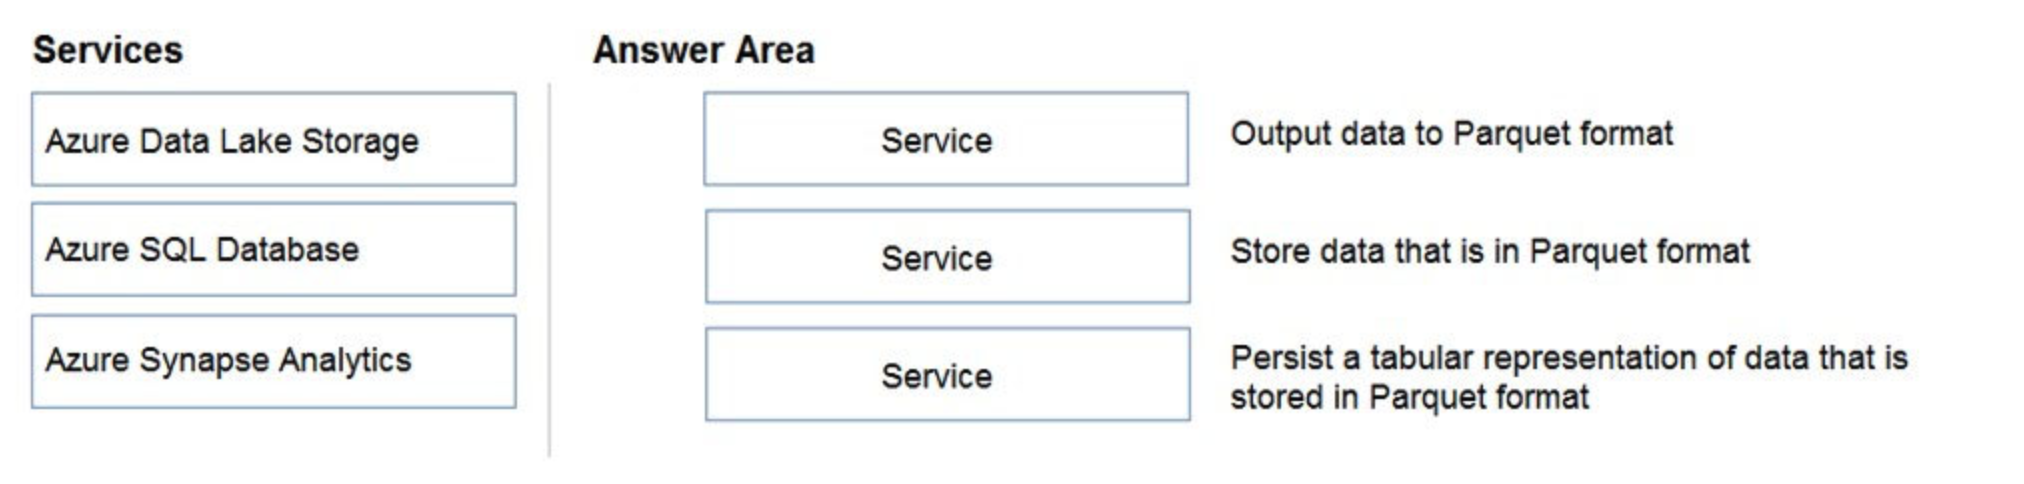 Services
Answer Area
Azure Data Lake Storage
Service
Output data to Parquet format
Azure SQL Database
Service
Store data that is in Parquet format
Azure Synapse Analytics
Service
Persist a tabular representation of data that is
stored in Parquet format